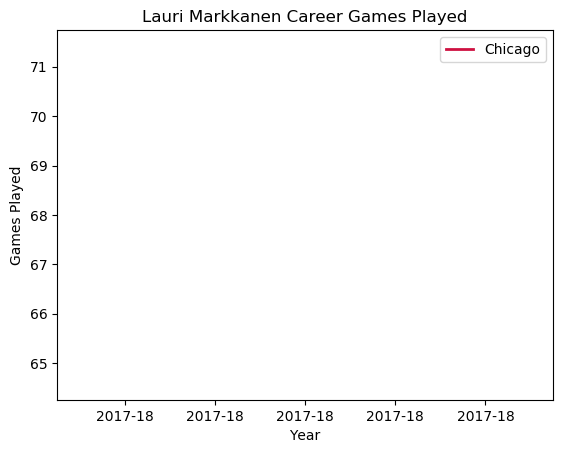 Lauri Markkanen Career Games Played
Chicago
71
70
69
68
67
66
65
Games Played
2017-18 2017-18 2017-18 2017-18 2017-18
Year